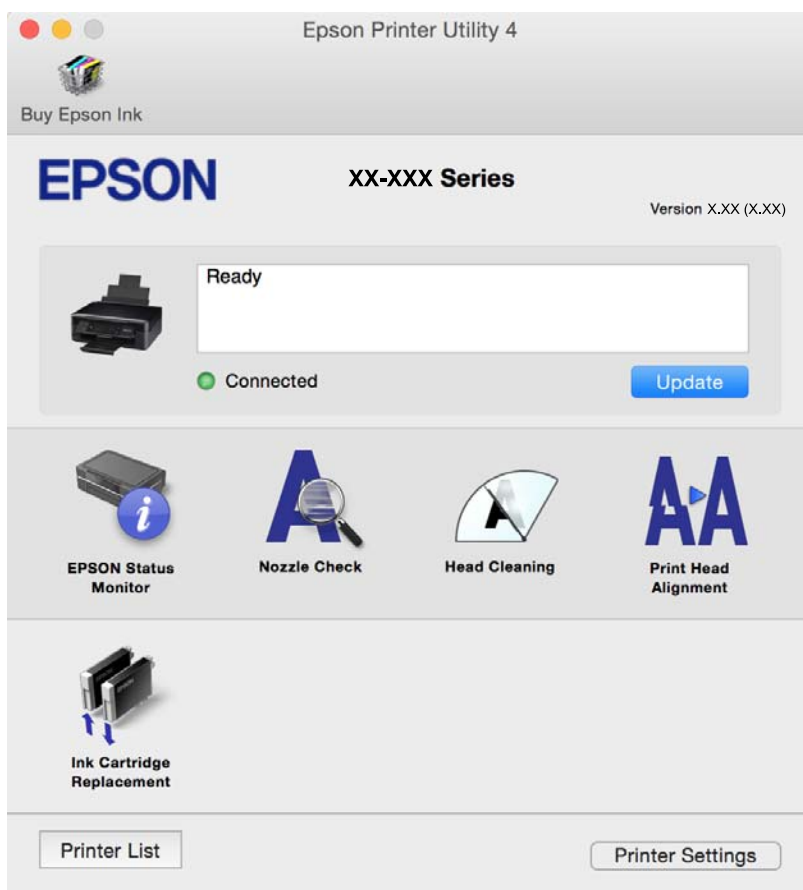 Epson Printer Utility 4
Buy Epson Ink
EPSON
XX-XXX Series
Version X.XX (X.XX)
Ready
Connected
Update
EPSON Status
Monitor
Nozzle Check
Head Cleaning
Print Head
Alignment
Ink Cartridge
Replacement
Printer List
Printer Settings